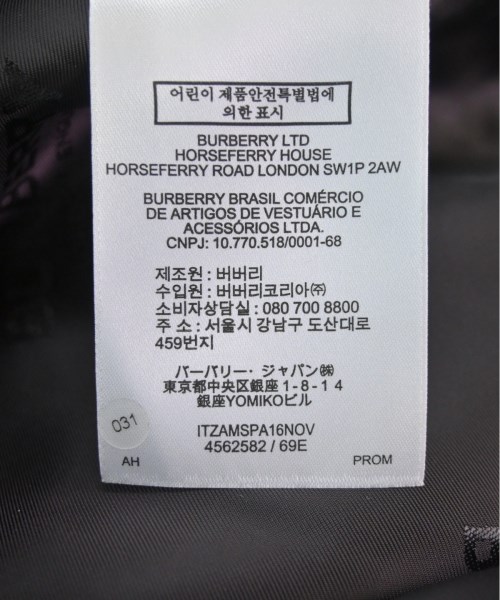 어린이 제품안전특별법에
의한 표시
BURBERRY LTD
HORSEFERRY HOUSE
HORSEFERRY ROAD LONDON SW1P 2AW
BURBERRY BRASIL COMÉRCIO
DE ARTIGOS DE VESTUÁRIO E
ACESSÓRIOS LTDA.
CNPJ: 10.770.518/0001-68
제조원 : 버버리
수입원 : 버버리코리아㈜
소비자상담실 : 080 700 8800
주 소 : 서울시 강남구 도산대로
459번지
バーバリー・ジャパン㈱
東京都中央区銀座1-8-14
銀座YOMIKOビル
031
ITZAMSPA16NOV
4562582 / 69E
AH
PROM